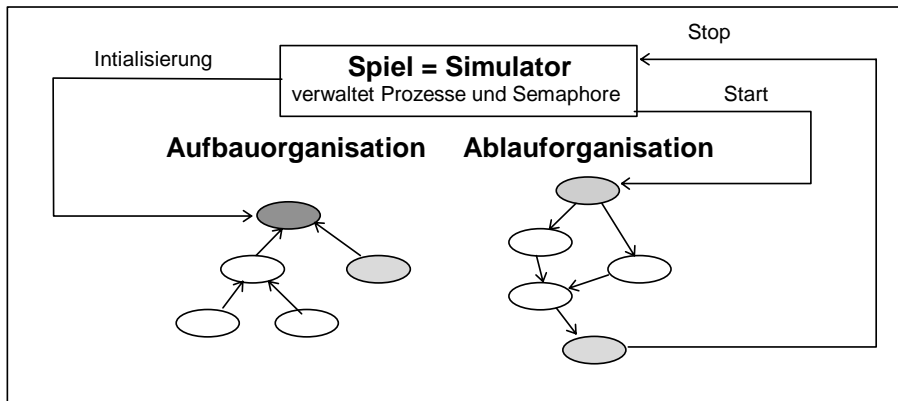 Stop
Intialisierung
Spiel = Simulator
verwaltet Prozesse und Semaphore
Start
Aufbauorganisation
Ablauforganisation